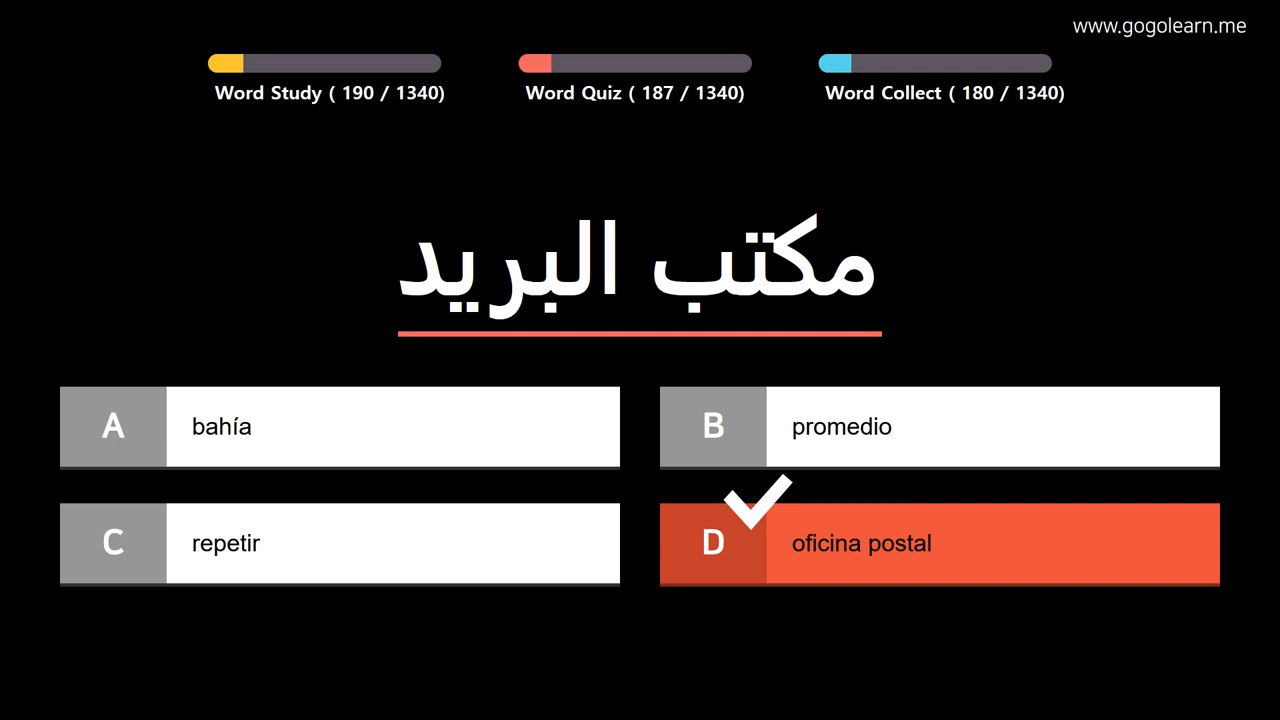 www.gogolearn.me
Word Study ( 190 / 1340)
Word Quiz ( 187 / 1340)
Word Collect ( 180 / 1340)
مكتب البريد
A
bahía
B
promedio
C
repetir
D
oficina postal